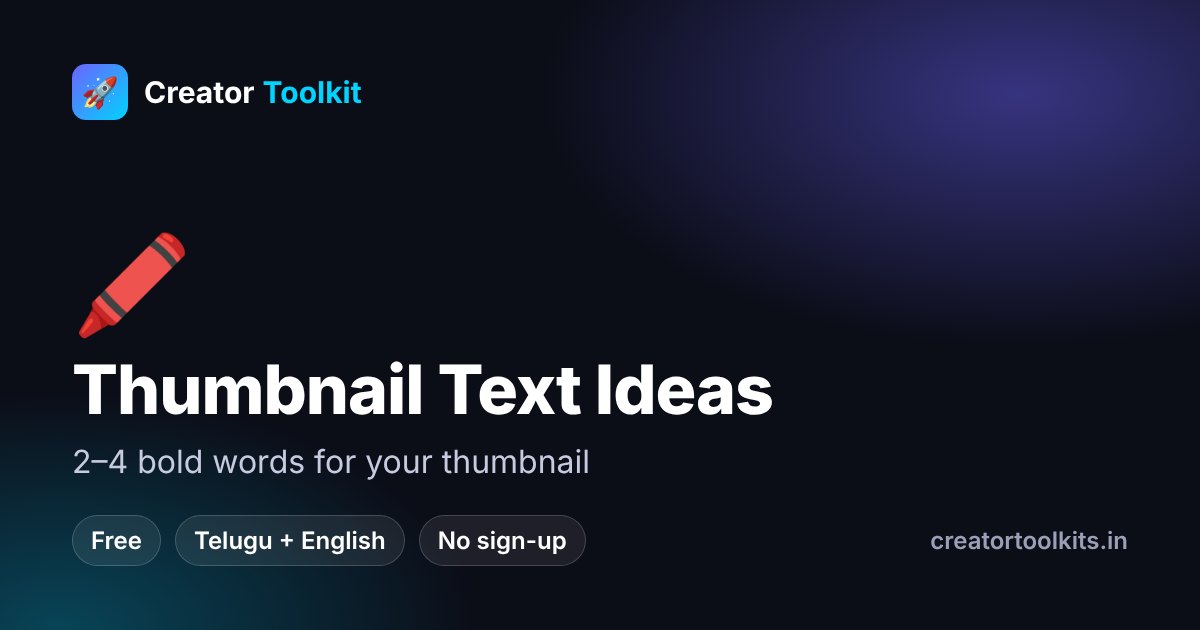 Creator Toolkit
Thumbnail Text Ideas
2–4 bold words for your thumbnail
Free
Telugu + English
No sign-up
creatortoolkits.in